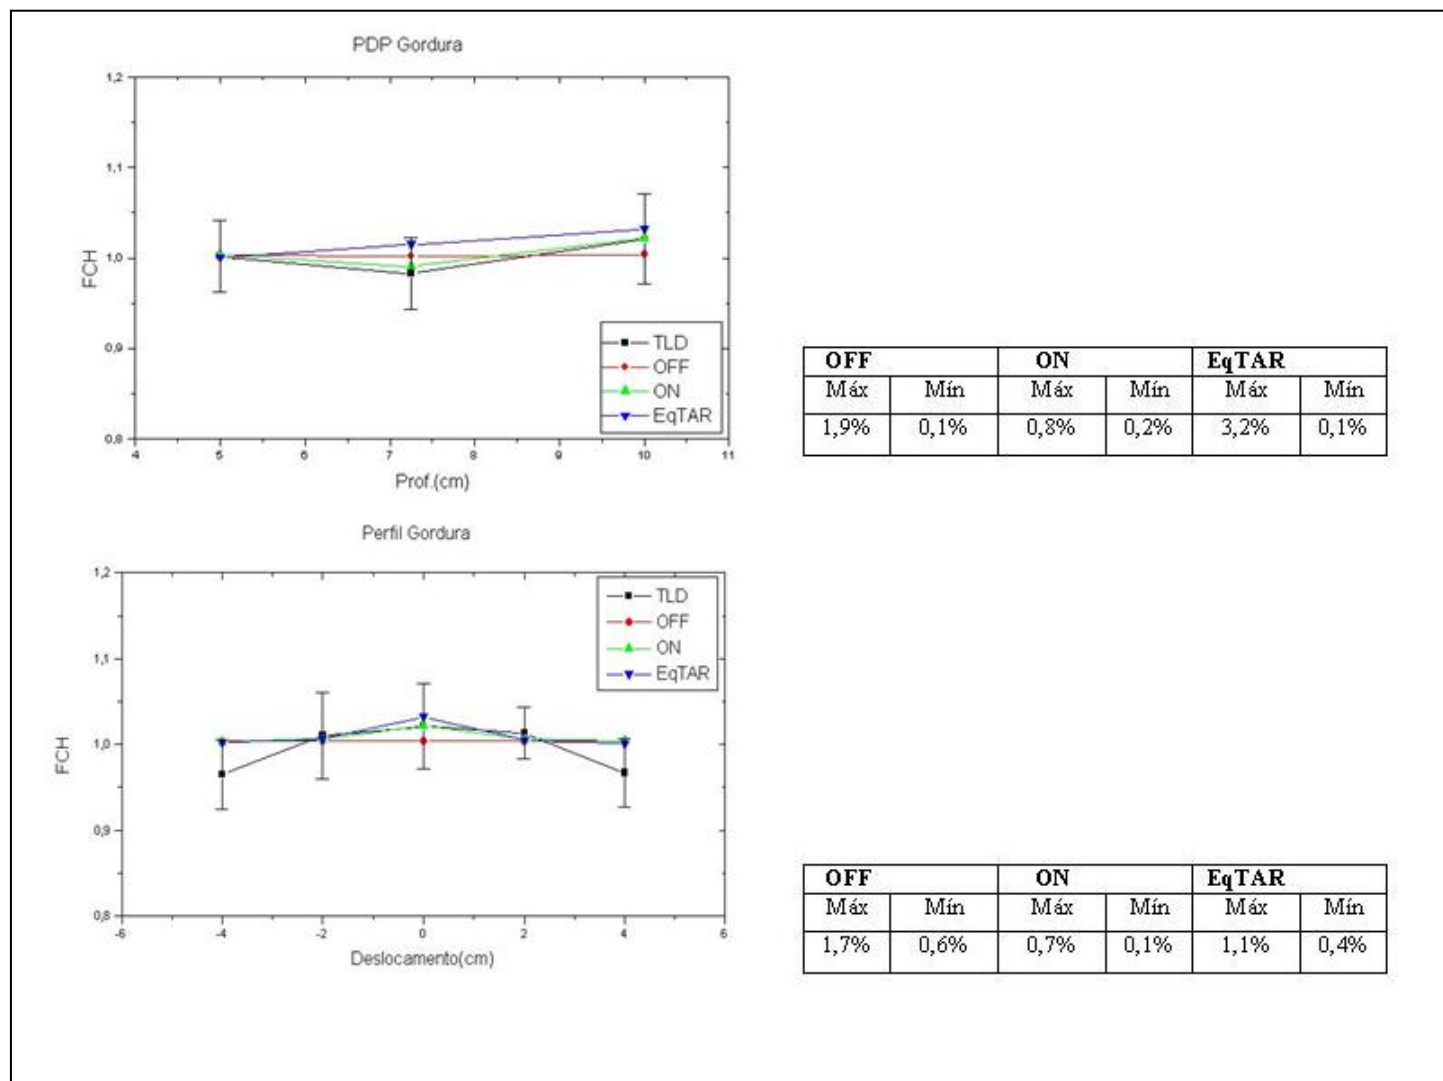 PDP Gordura
1,2
1,1
1,0
0,9
0,8
FCH
4 5 6 7 8 9 10 11
Prof.(cm)
TLD
OFF
ON
EqTAR
OFF ON EqTAR
Máx Mín Máx Mín Máx Mín
1,9% 0,1% 0,8% 0,2% 3,2% 0,1%
Perfil Gordura
1,2
1,1
1,0
0,9
0,8
FCH
-6 -4 -2 0 2 4 6
Deslocamento(cm)
TLD
OFF
ON
EqTAR
OFF ON EqTAR
Máx Mín Máx Mín Máx Mín
1,7% 0,6% 0,7% 0,1% 1,1% 0,4%